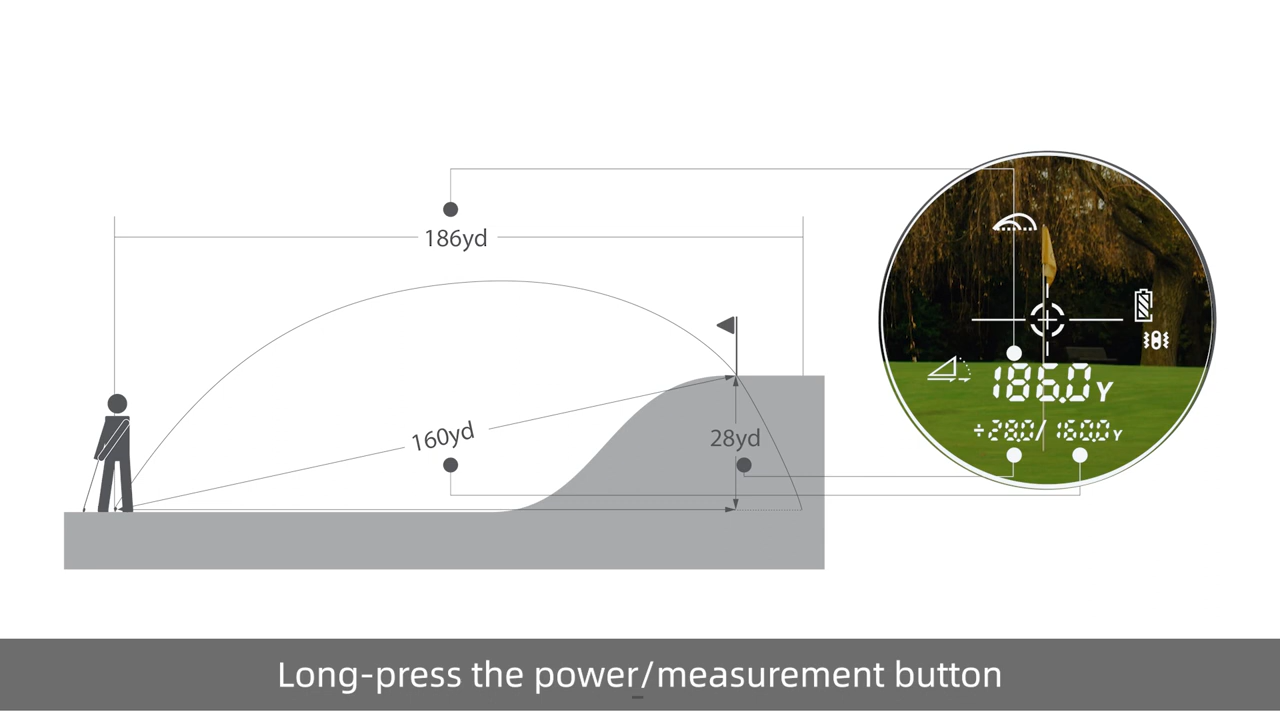 186yd
160yd
28yd
186.0Y
+28.0/160.0Y
Long-press the power/measurement button